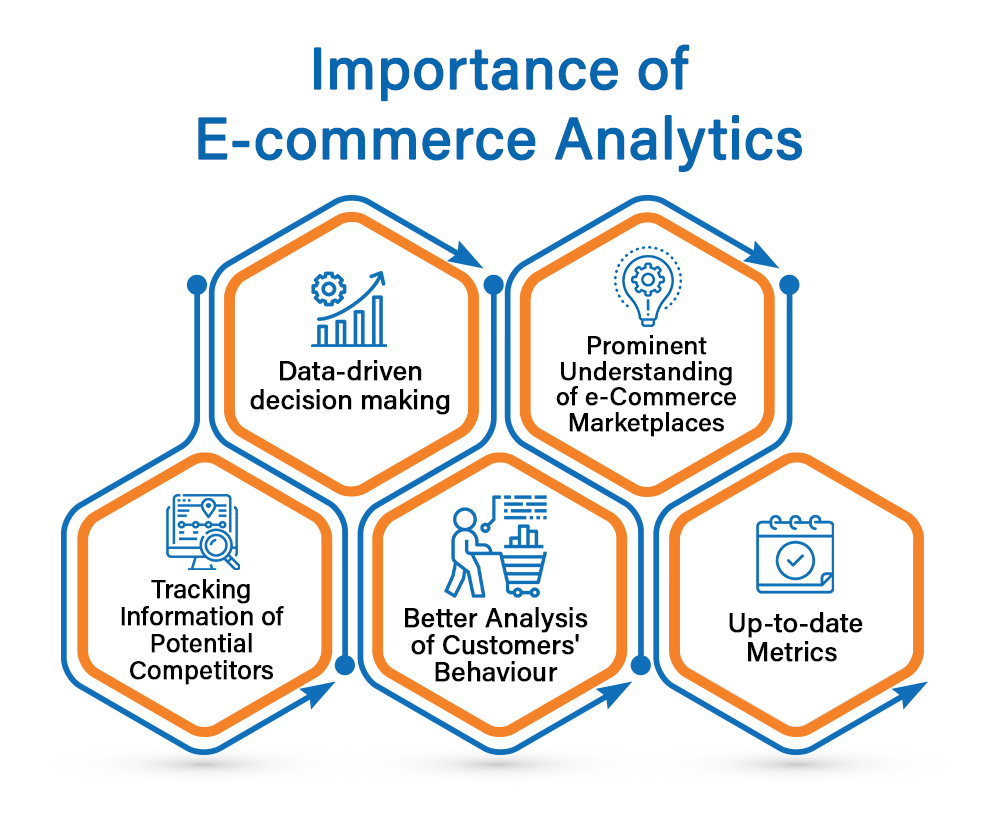 Importance of
E-commerce Analytics
Data-driven
decision making
Prominent
Understanding
of e-Commerce
Marketplaces
Tracking
Information of
Potential
Competitors
Better Analysis
of Customers'
Behaviour
Up-to-date
Metrics